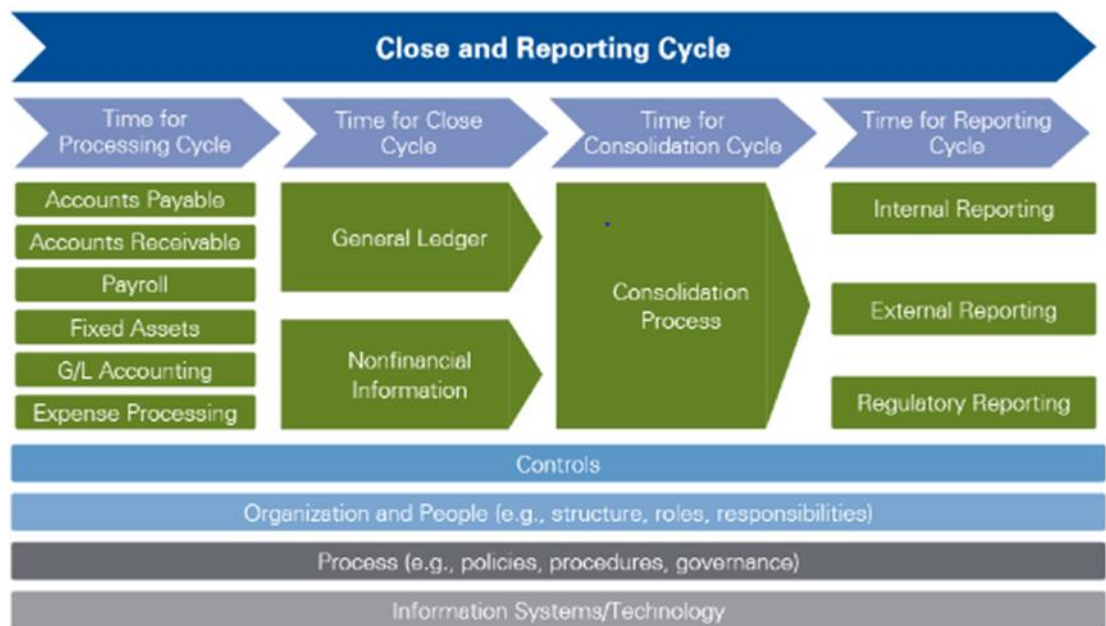 Close and Reporting Cycle
Time for
Processing Cycle
Time for Close
Cycle
Time for
Consolidation Cycle
Time for Reporting
Cycle
Accounts Payable
Accounts Receivable
Payroll
Fixed Assets
G/L Accounting
Expense Processing
General Ledger
Nonfinancial
Information
Consolidation
Process
Internal Reporting
External Reporting
Regulatory Reporting
Controls
Organization and People (e.g., structure, roles, responsibilities)
Process (e.g., policies, procedures, governance)
Information Systems/Technology